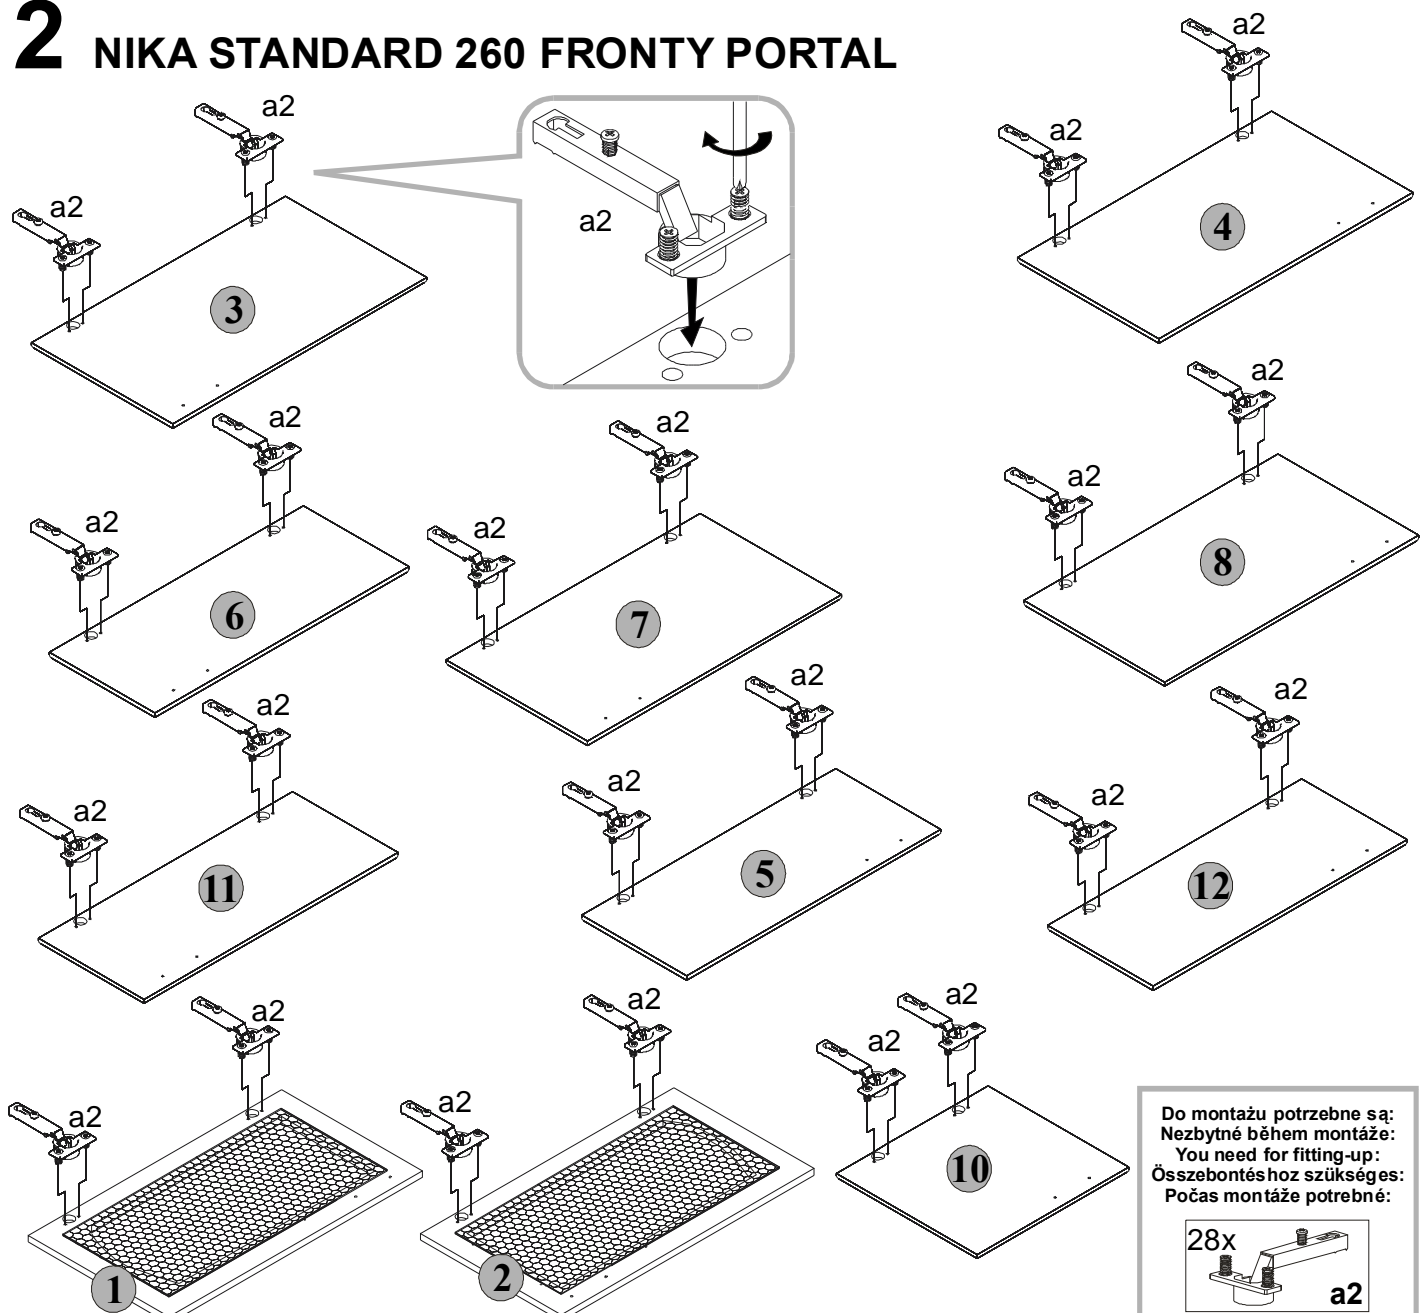 2 NIKA STANDARD 260 FRONTY PORTAL
a2
a2
3
a2
a2
a2
4
a2
a2
6
a2
a2
7
a2
a2
8
a2
a2
11
a2
a2
5
a2
a2
12
a2
a2
1
a2
a2
2
a2
a2
10
Do montażu potrzebne są:
Nezbytné během montáže:
You need for fitting-up:
Összebontéshoz szükséges:
Počas montáže potrebné:
28x
a2